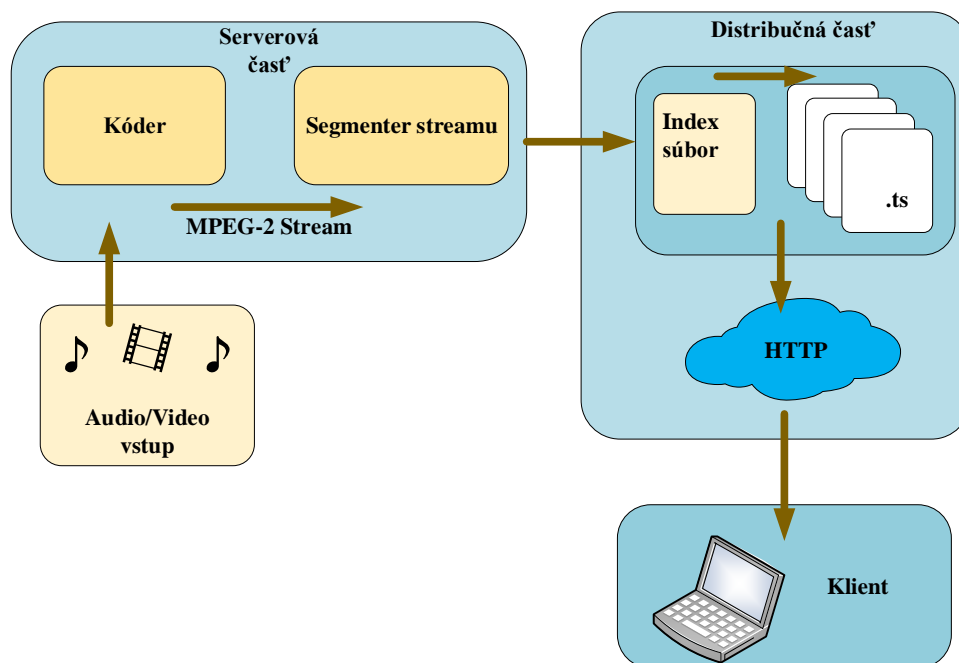 Serverová
časť
Kóder
Segmenter streamu
MPEG-2 Stream
Audio/Video
vstup
Distribučná časť
Index
súbor
.ts
HTTP
Klient